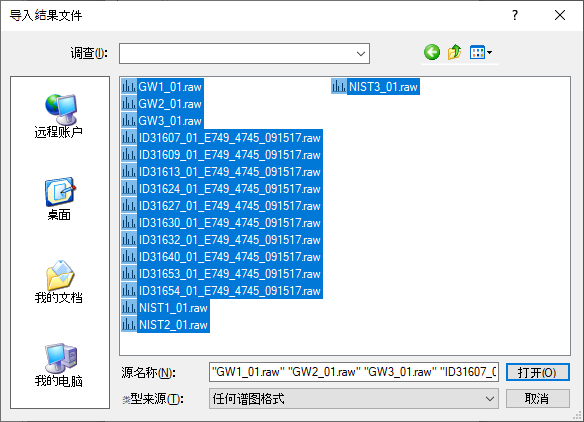 导入结果文件
调查(I):
远程账户
桌面
我的文档
我的电脑
GW1_01.raw
GW2_01.raw
GW3_01.raw
ID31607_01_E749_4745_091517.raw
ID31609_01_E749_4745_091517.raw
ID31613_01_E749_4745_091517.raw
ID31624_01_E749_4745_091517.raw
ID31627_01_E749_4745_091517.raw
ID31630_01_E749_4745_091517.raw
ID31632_01_E749_4745_091517.raw
ID31640_01_E749_4745_091517.raw
ID31653_01_E749_4745_091517.raw
ID31654_01_E749_4745_091517.raw
NIST1_01.raw
NIST2_01.raw
NIST3_01.raw
源名称(N):
"GW1_01.raw" "GW2_01.raw" "GW3_01.raw" "ID31607_0
打开(O)
类型来源(T):
任何谱图格式
取消